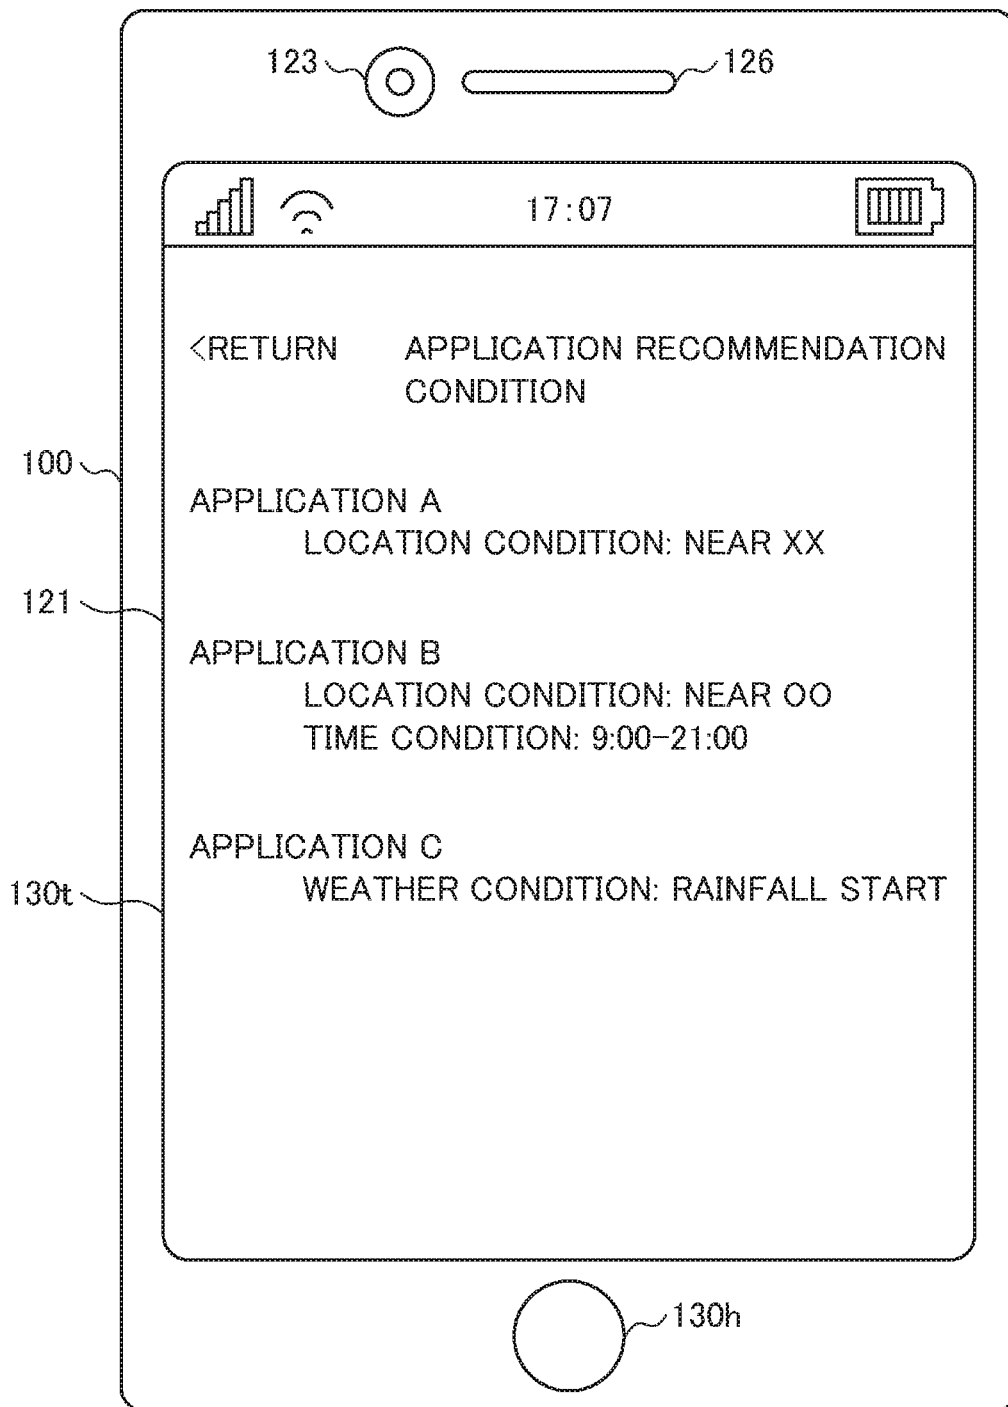 123
126
17:07
<RETURN APPLICATION RECOMMENDATION
CONDITION
100
APPLICATION A
LOCATION CONDITION: NEAR XX
121
APPLICATION B
LOCATION CONDITION: NEAR OO
TIME CONDITION: 9:00-21:00
APPLICATION C
130t
WEATHER CONDITION: RAINFALL START
130h